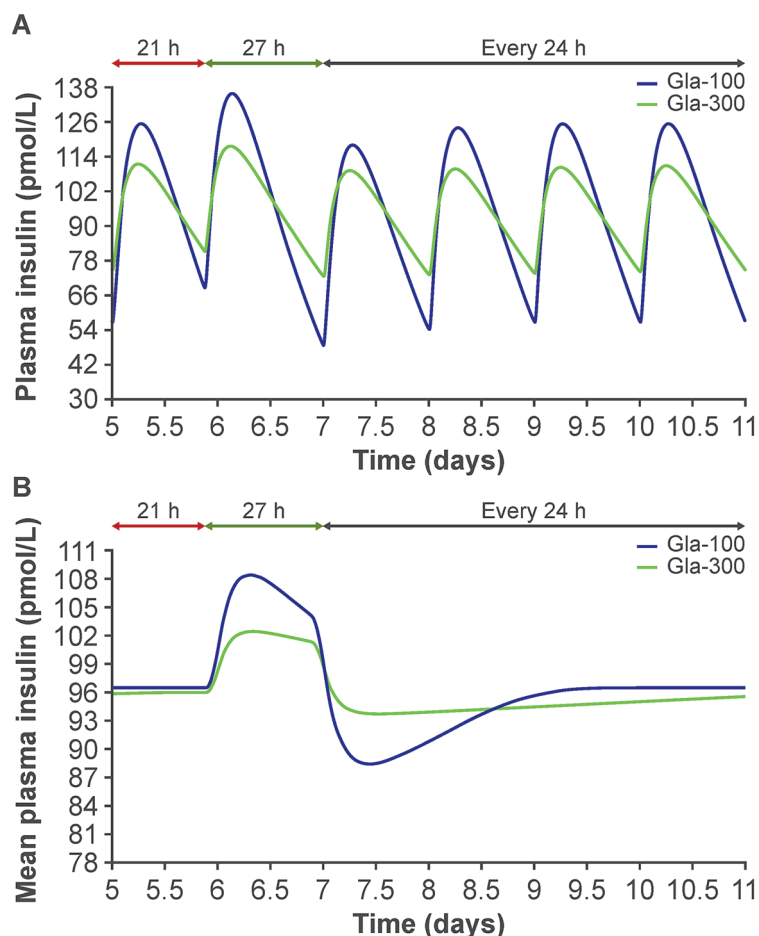 A
21 h 27 h Every 24 h
Gla-100
Gla-300
Plasma insulin (pmol/L)
138
126
114
102
90
78
66
54
42
30
5 5.5 6 6.5 7 7.5 8 8.5 9 9.5 10 10.5 11
Time (days)
B
21 h 27 h Every 24 h
Gla-100
Gla-300
Mean plasma insulin (pmol/L)
111
108
105
102
99
96
93
90
87
84
81
78
5 5.5 6 6.5 7 7.5 8 8.5 9 9.5 10 10.5 11
Time (days)